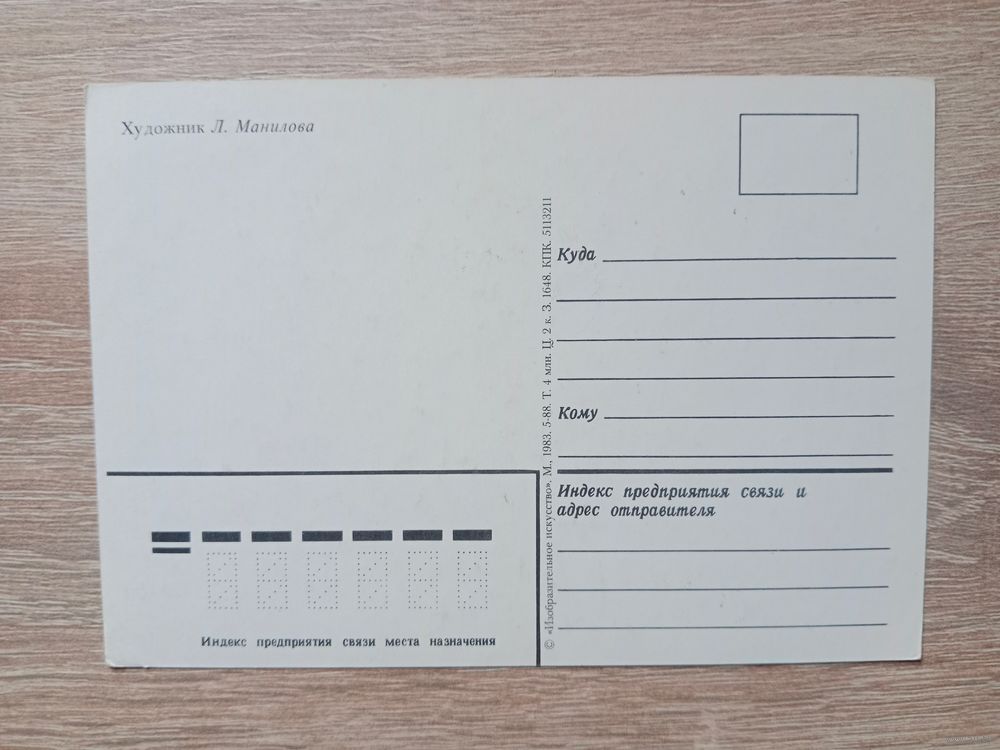 Художник Л. Манилова
Куда
Кому
Индекс предприятия связи и
адрес отправителя
© «Изобразительное искусство». М., 1983. 5-88. Т. 4 млн. Ц. 2 к. З. 1648. КПК. 5113211
Индекс предприятия связи места назначения